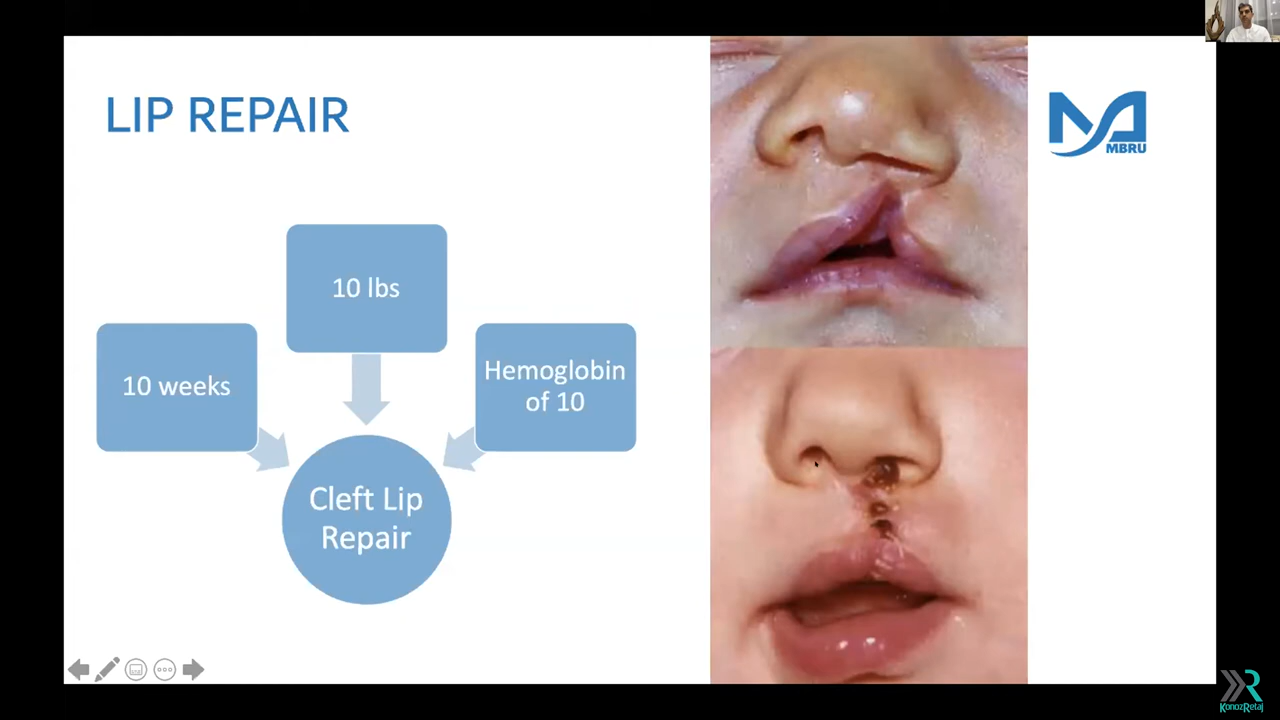 LIP REPAIR
MBRU
10 lbs
10 weeks
Hemoglobin
of 10
Cleft Lip
Repair
KonozRetaj